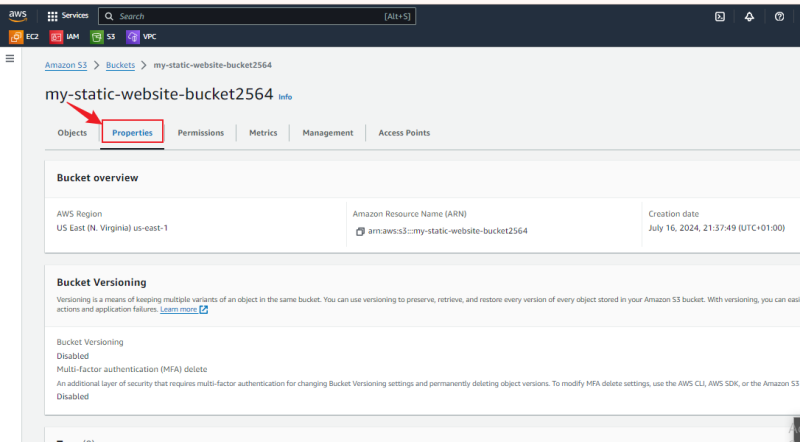 aws
Services
Search
[Alt+S]
EC2
IAM
S3
VPC
Amazon S3 > Buckets > my-static-website-bucket2564
my-static-website-bucket2564 Info
Objects
Properties
Permissions
Metrics
Management
Access Points
Bucket overview
AWS Region
US East (N. Virginia) us-east-1
Amazon Resource Name (ARN)
arn:aws:s3:::my-static-website-bucket2564
Creation date
July 16, 2024, 21:37:49 (UTC+01:00)
Bucket Versioning
Versioning is a means of keeping multiple variants of an object in the same bucket. You can use versioning to preserve, retrieve, and restore every version of every object stored in your Amazon S3 bucket. With versioning, you can easi
actions and application failures. Learn more
Bucket Versioning
Disabled
Multi-factor authentication (MFA) delete
An additional layer of security that requires multi-factor authentication for changing Bucket Versioning settings and permanently deleting object versions. To modify MFA delete settings, use the AWS CLI, AWS SDK, or the Amazon S3
Disabled